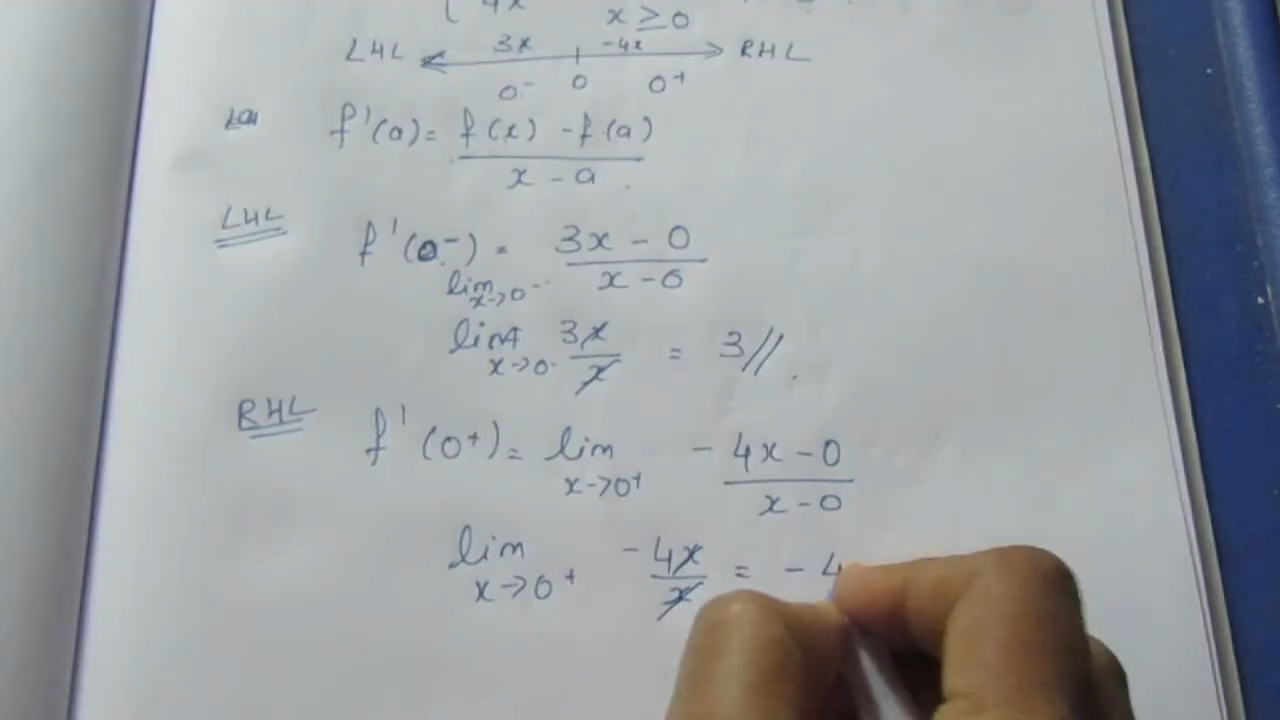 4x x ≥ 0
LHL 3x -4x RHL
0⁻ 0 0⁺
f'(a) = f(x) - f(a)
x - a
LHL
f'(0⁻) = 3x - 0
lim x→0⁻ x - 0
lim 3x = 3//
x→0⁻ x
RHL
f'(0⁺) = lim - 4x - 0
x→0⁺ x - 0
lim -4x = -4
x→0⁺ x